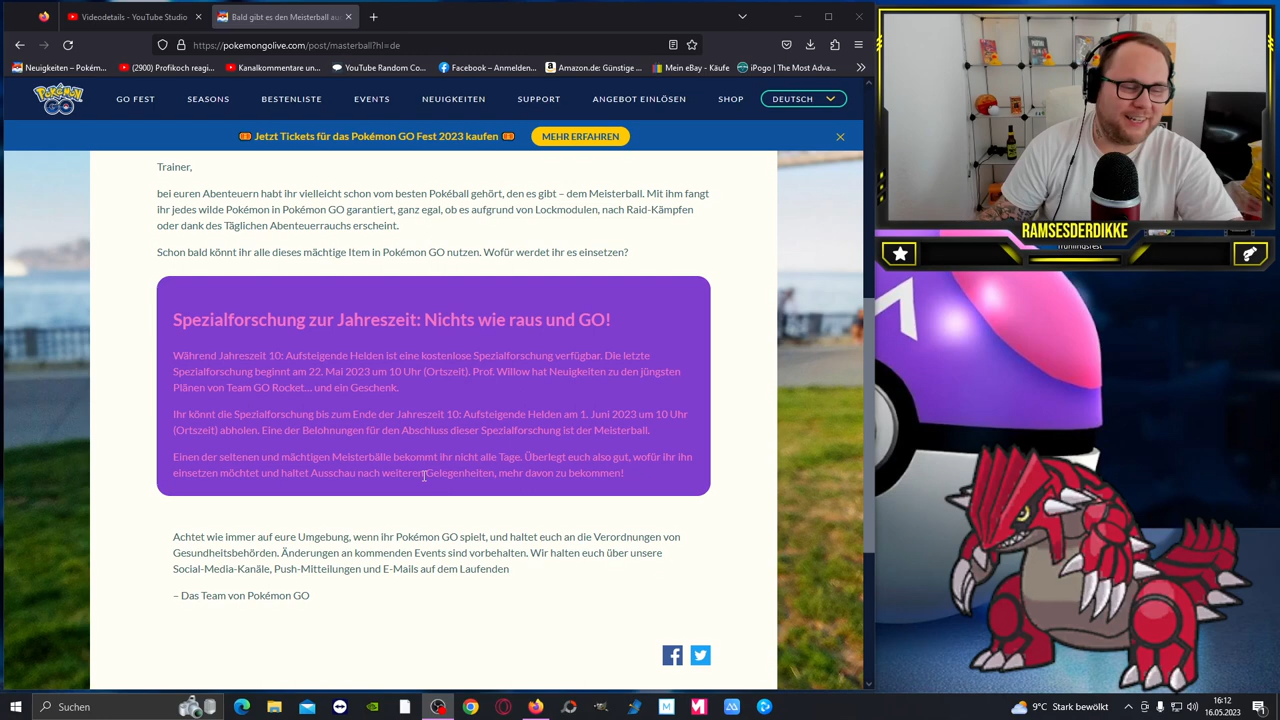 Videodetails - YouTube Studio
Bald gibt es den Meisterball au
https://pokemongolive.com/post/masterball?hl=de
Neuigkeiten – Pokém...
(2900) Profikoch reagi...
Kanalkommentare un...
YouTube Random Co...
Facebook – Anmelden...
Amazon.de: Günstige ...
Mein eBay - Käufe
iPogo | The Most Adva...
POKÉMON GO
GO FEST
SEASONS
BESTENLISTE
EVENTS
NEUIGKEITEN
SUPPORT
ANGEBOT EINLÖSEN
SHOP
DEUTSCH
Jetzt Tickets für das Pokémon GO Fest 2023 kaufen
MEHR ERFAHREN
Trainer,
bei euren Abenteuern habt ihr vielleicht schon vom besten Pokéball gehört, den es gibt – dem Meisterball. Mit ihm fangt
ihr jedes wilde Pokémon in Pokémon GO garantiert, ganz egal, ob es aufgrund von Lockmodulen, nach Raid-Kämpfen
oder dank des Täglichen Abenteuerrauchs erscheint.
Schon bald könnt ihr alle dieses mächtige Item in Pokémon GO nutzen. Wofür werdet ihr es einsetzen?
Spezialforschung zur Jahreszeit: Nichts wie raus und GO!
Während Jahreszeit 10: Aufsteigende Helden ist eine kostenlose Spezialforschung verfügbar. Die letzte
Spezialforschung beginnt am 22. Mai 2023 um 10 Uhr (Ortszeit). Prof. Willow hat Neuigkeiten zu den jüngsten
Plänen von Team GO Rocket... und ein Geschenk.
Ihr könnt die Spezialforschung bis zum Ende der Jahreszeit 10: Aufsteigende Helden am 1. Juni 2023 um 10 Uhr
(Ortszeit) abholen. Eine der Belohnungen für den Abschluss dieser Spezialforschung ist der Meisterball.
Einen der seltenen und mächtigen Meisterbälle bekommt ihr nicht alle Tage. Überlegt euch also gut, wofür ihr ihn
einsetzen möchtet und haltet Ausschau nach weiteren Gelegenheiten, mehr davon zu bekommen!
Achtet wie immer auf eure Umgebung, wenn ihr Pokémon GO spielt, und haltet euch an die Verordnungen von
Gesundheitsbehörden. Änderungen an kommenden Events sind vorbehalten. Wir halten euch über unsere
Social-Media-Kanäle, Push-Mitteilungen und E-Mails auf dem Laufenden
– Das Team von Pokémon GO
RAMSESDERDIKKE
Frühlingsfest
Suchen
9°C Stark bewölkt
16:12
16.05.2023